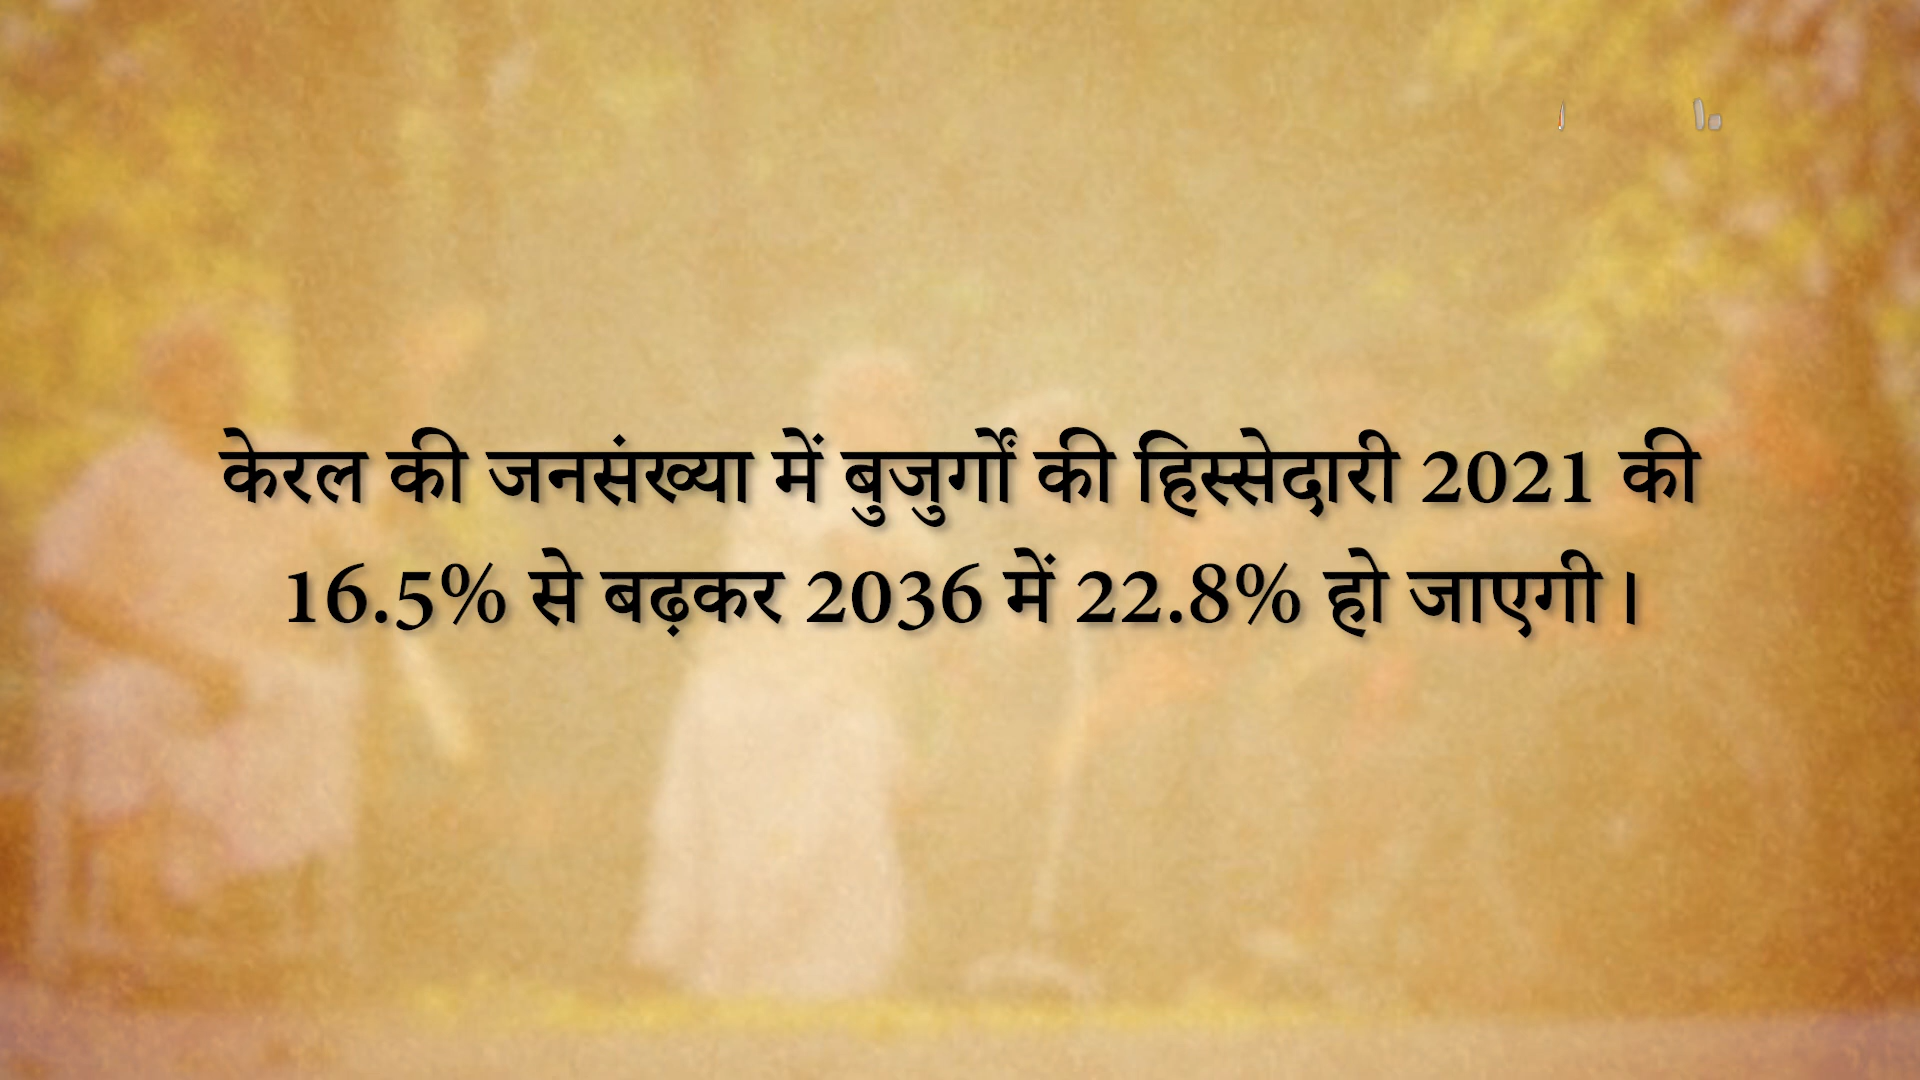 केरल की जनसंख्या में बुजुर्गों की हिस्सेदारी 2021 की
16.5% से बढ़कर 2036 में 22.8% हो जाएगी।